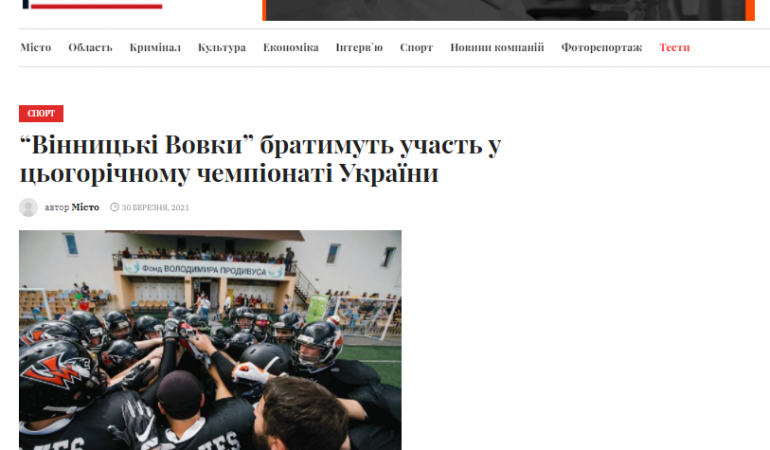 Місто Область Кримінал Культура Економіка Інтерв`ю Спорт Новини компаній Фоторепортаж Тести
СПОРТ
“Вінницькі Вовки” братимуть участь у
цьогорічному чемпіонаті України
автор Місто 30 БЕРЕЗНЯ, 2021
Фонд ВОЛОДИМИРА ПРОДИВУСА